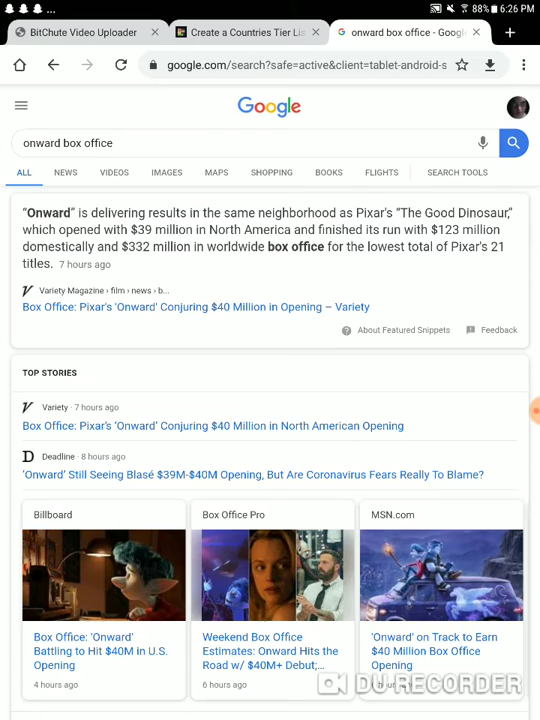 ... 88% 6:26 PM
BitChute Video Uploader
Create a Countries Tier Lis
onward box office - Googl
google.com/search?safe=active&client=tablet-android-s
Google
onward box office
ALL NEWS VIDEOS IMAGES MAPS SHOPPING BOOKS FLIGHTS SEARCH TOOLS
“Onward” is delivering results in the same neighborhood as Pixar’s “The Good Dinosaur,”
which opened with $39 million in North America and finished its run with $123 million
domestically and $332 million in worldwide box office for the lowest total of Pixar's 21
titles. 7 hours ago
Variety Magazine › film › news › b...
Box Office: Pixar's 'Onward' Conjuring $40 Million in Opening – Variety
About Featured Snippets Feedback
TOP STORIES
Variety · 7 hours ago
Box Office: Pixar’s ‘Onward’ Conjuring $40 Million in North American Opening
D Deadline · 8 hours ago
‘Onward’ Still Seeing Blasé $39M-$40M Opening, But Are Coronavirus Fears Really To Blame?
Billboard
Box Office: 'Onward'
Battling to Hit $40M in U.S.
Opening
4 hours ago
Box Office Pro
Weekend Box Office
Estimates: Onward Hits the
Road w/ $40M+ Debut;...
6 hours ago
MSN.com
'Onward' on Track to Earn
$40 Million Box Office
Opening
DU RECORDER